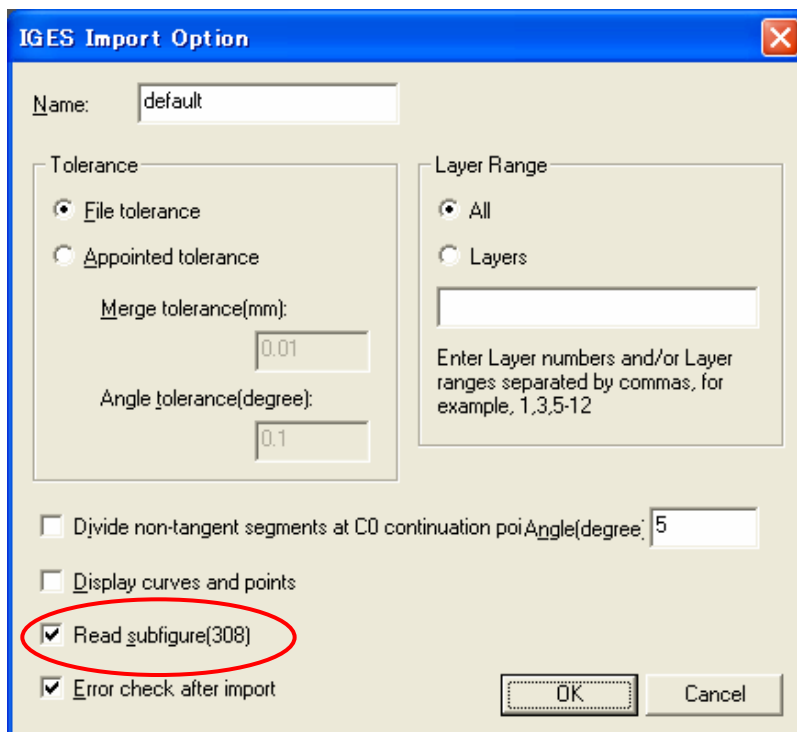 IGES Import Option
Name: default
Tolerance
File tolerance
Appointed tolerance
Merge tolerance(mm):
0.01
Angle tolerance(degree):
0.1
Layer Range
All
Layers
Enter Layer numbers and/or Layer
ranges separated by commas, for
example, 1,3,5-12
Divide non-tangent segments at C0 continuation poi Angle(degree) 5
Display curves and points
Read subfigure(308)
Error check after import
OK Cancel